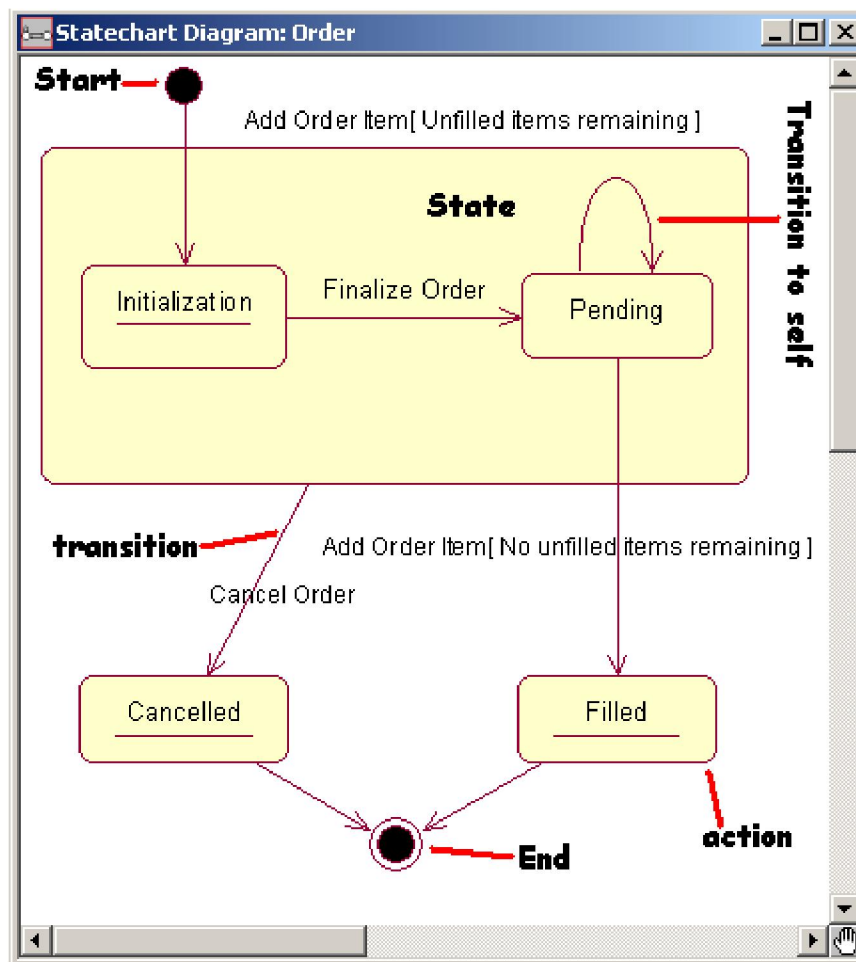 Statechart Diagram: Order
Start
Add Order Item[ Unfilled items remaining ]
Transition to self
State
Initialization
Finalize Order
Pending
transition
Add Order Item[ No unfilled items remaining ]
Cancel Order
Cancelled
Filled
action
End